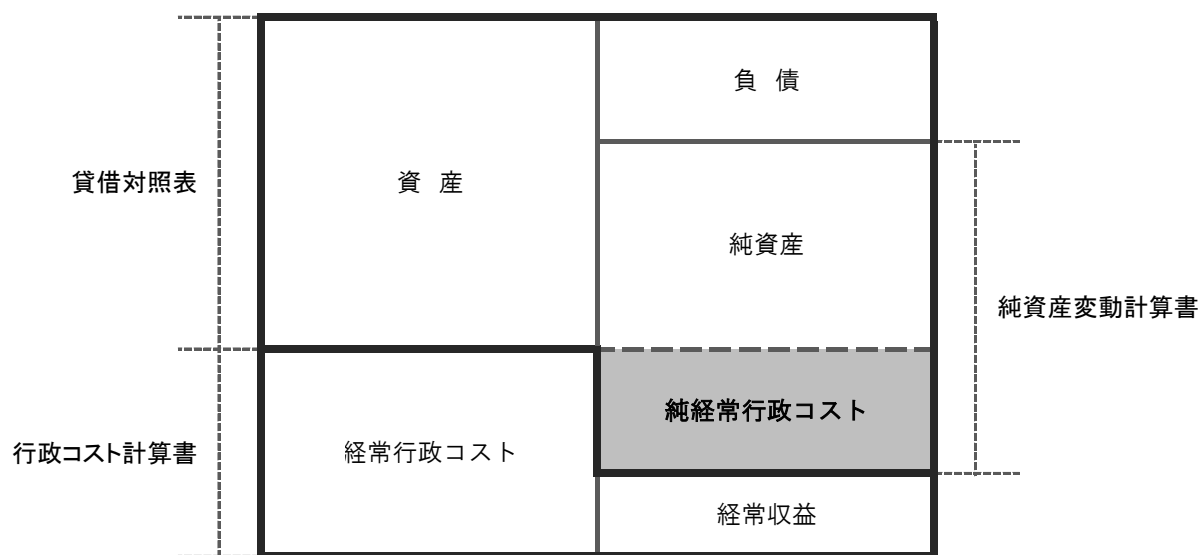 負 債
貸借対照表
資 産
純資産
純資産変動計算書
純経常行政コスト
行政コスト計算書
経常行政コスト
経常収益